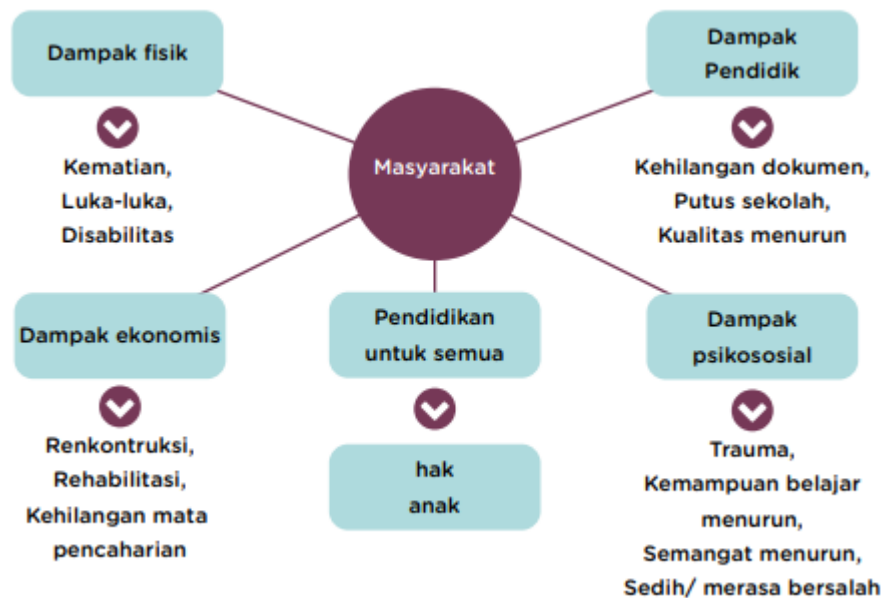 Dampak fisik
Kematian,
Luka-luka,
Disabilitas
Masyarakat
Dampak
Pendidik
Kehilangan dokumen,
Putus sekolah,
Kualitas menurun
Dampak ekonomis
Renkontruksi,
Rehabilitasi,
Kehilangan mata
pencaharian
Pendidikan
untuk semua
hak
anak
Dampak
psikososial
Trauma,
Kemampuan belajar
menurun,
Semangat menurun,
Sedih/ merasa bersalah